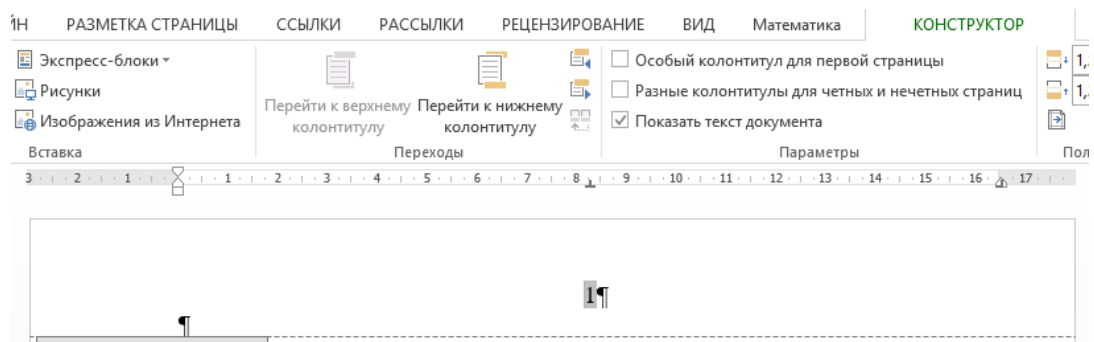 ЙН РАЗМЕТКА СТРАНИЦЫ ССЫЛКИ РАССЫЛКИ РЕЦЕНЗИРОВАНИЕ ВИД Математика КОНСТРУКТОР
Экспресс-блоки
Рисунки
Изображения из Интернета
Вставка
Перейти к верхнему колонтитулу
Перейти к нижнему колонтитулу
Переходы
Особый колонтитул для первой страницы
Разные колонтитулы для четных и нечетных страниц
Показать текст документа
Параметры
1,
1,
Пол
3 2 1 1 2 3 4 5 6 7 8 9 10 11 12 13 14 15 16 17
1¶
¶